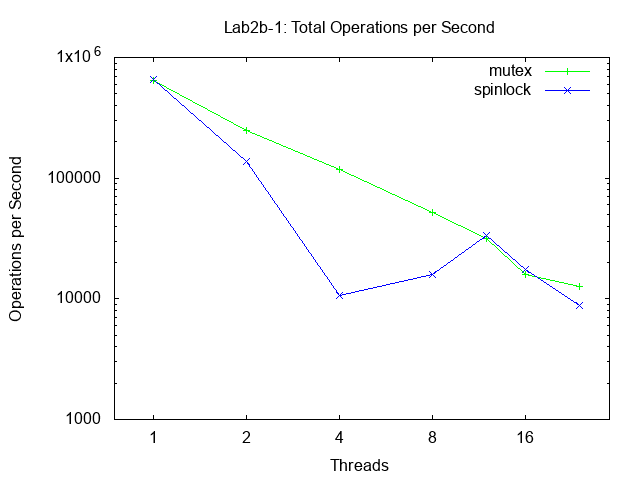 Lab2b-1: Total Operations per Second
mutex
spinlock
Operations per Second
1x10^6
100000
10000
1000
1 2 4 8 16
Threads